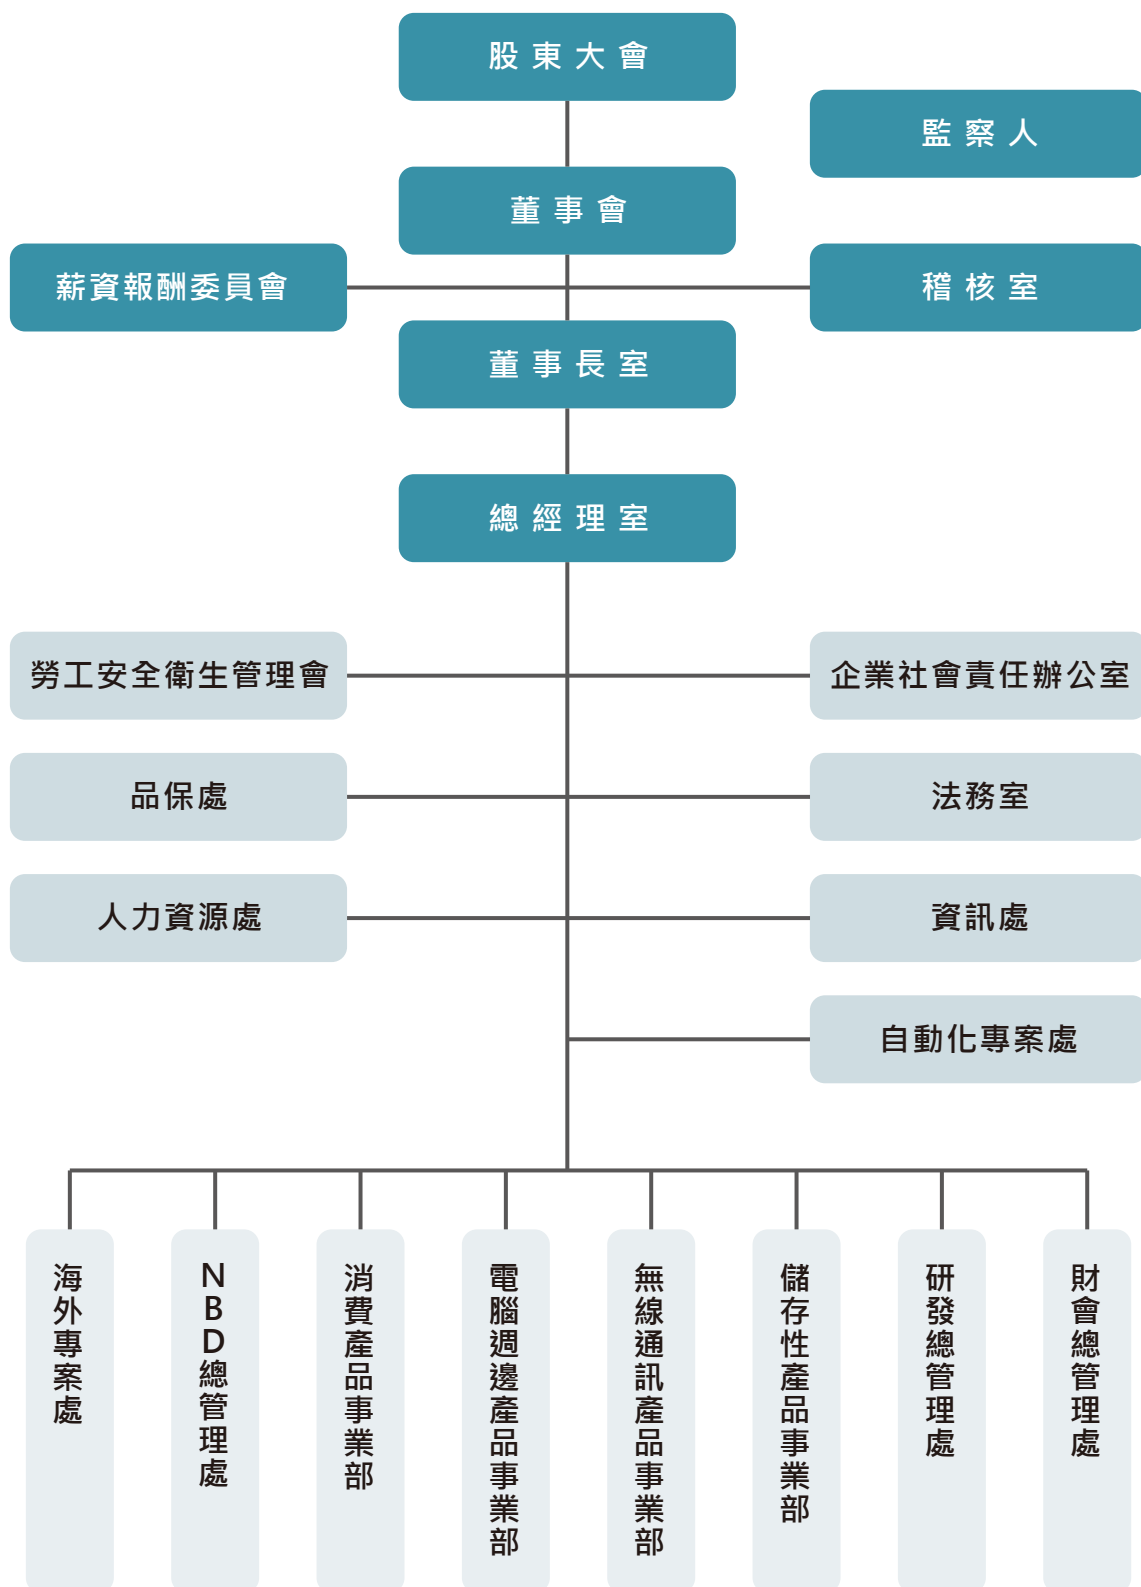 股東大會
監察人
董事會
薪資報酬委員會
稽核室
董事長室
總經理室
勞工安全衛生管理會
企業社會責任辦公室
品保處
法務室
人力資源處
資訊處
自動化專案處
海外專案處
NBD總管理處
消費產品事業部
電腦週邊產品事業部
無線通訊產品事業部
儲存性產品事業部
研發總管理處
財會總管理處